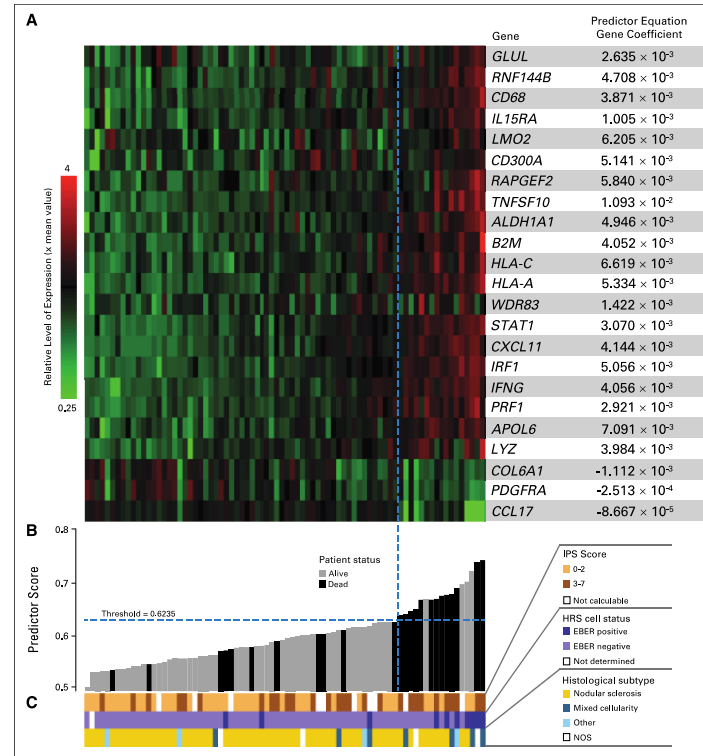 A
Gene
Predictor Equation
Gene Coefficient
GLUL 2.635 × 10⁻³
RNF144B 4.708 × 10⁻³
CD68 3.871 × 10⁻³
IL15RA 1.005 × 10⁻³
LMO2 6.205 × 10⁻³
CD300A 5.141 × 10⁻³
RAPGEF2 5.840 × 10⁻³
TNFSF10 1.093 × 10⁻²
ALDH1A1 4.946 × 10⁻³
B2M 4.052 × 10⁻³
HLA-C 6.619 × 10⁻³
HLA-A 5.334 × 10⁻³
WDR83 1.422 × 10⁻³
STAT1 3.070 × 10⁻³
CXCL11 4.144 × 10⁻³
IRF1 5.056 × 10⁻³
IFNG 4.056 × 10⁻³
PRF1 2.921 × 10⁻³
APOL6 7.091 × 10⁻³
LYZ 3.984 × 10⁻³
COL6A1 -1.112 × 10⁻³
PDGFRA -2.513 × 10⁻⁴
CCL17 -8.667 × 10⁻⁵
4
Relative Level of Expression (x mean value)
0.25
B
0.8
0.7
0.6
0.5
Predictor Score
Patient status
Alive
Dead
Threshold = 0.6235
IPS Score
0-2
3-7
Not calculable
HRS cell status
EBER positive
EBER negative
Not determined
C
Histological subtype
Nodular sclerosis
Mixed cellularity
Other
NOS